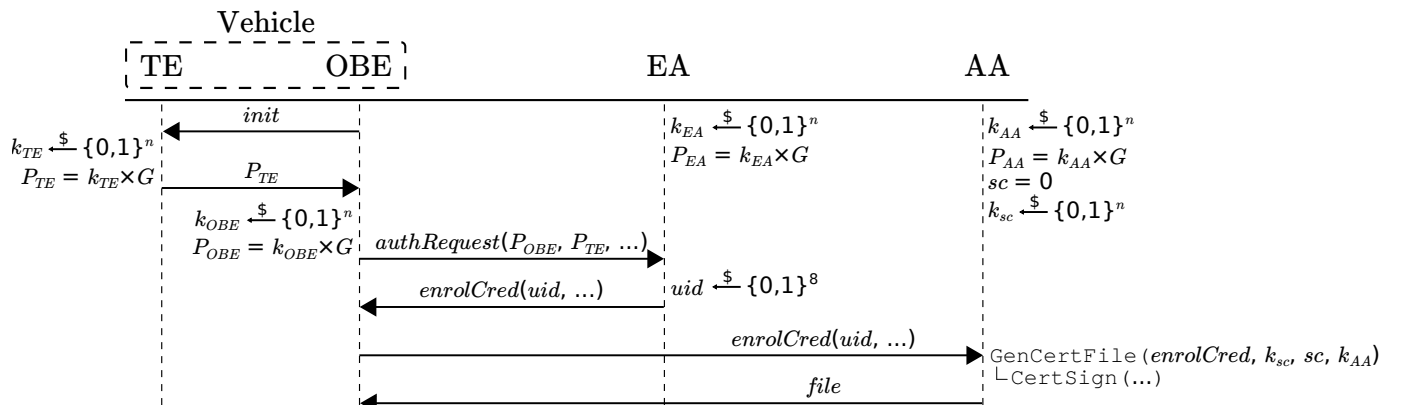 Vehicle
TE OBE EA AA
init
k_TE ←$ {0,1}^n
P_TE = k_TE×G
k_EA ←$ {0,1}^n
P_EA = k_EA×G
k_AA ←$ {0,1}^n
P_AA = k_AA×G
sc = 0
k_sc ←$ {0,1}^n
P_TE
k_OBE ←$ {0,1}^n
P_OBE = k_OBE×G
authRequest(P_OBE, P_TE, ...)
enrolCred(uid, ...)
uid ←$ {0,1}^8
enrolCred(uid, ...)
GenCertFile(enrolCred, k_sc, sc, k_AA)
└CertSign(...)
file